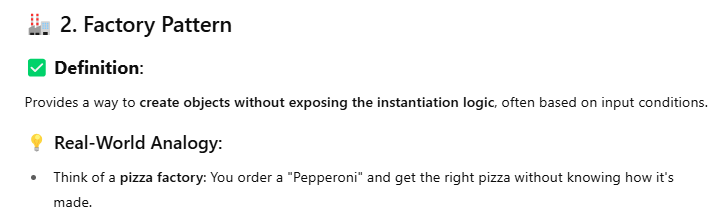 🏭 2. Factory Pattern
✅ Definition:
Provides a way to create objects without exposing the instantiation logic, often based on input conditions.
💡 Real-World Analogy:
• Think of a pizza factory: You order a "Pepperoni" and get the right pizza without knowing how it's
made.